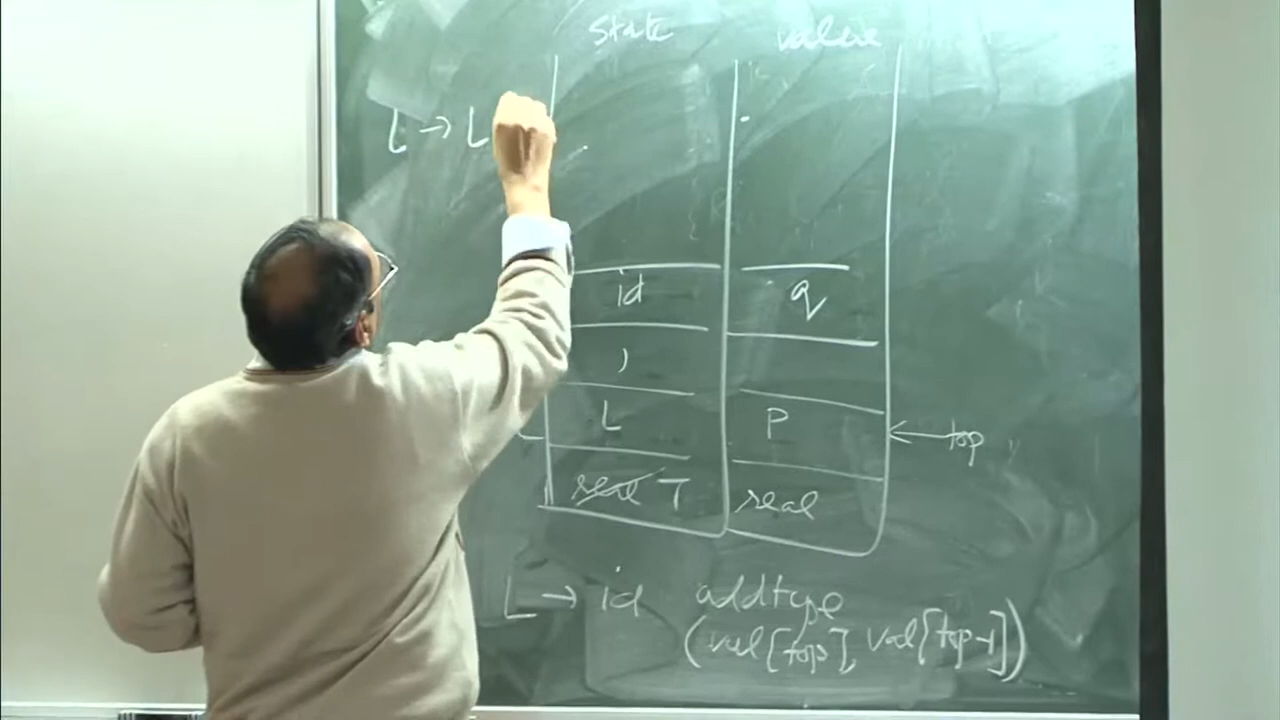 state value
L → L
id q
,
L P
← top
real T real
L → id addtype
(val[top], val[top-1])